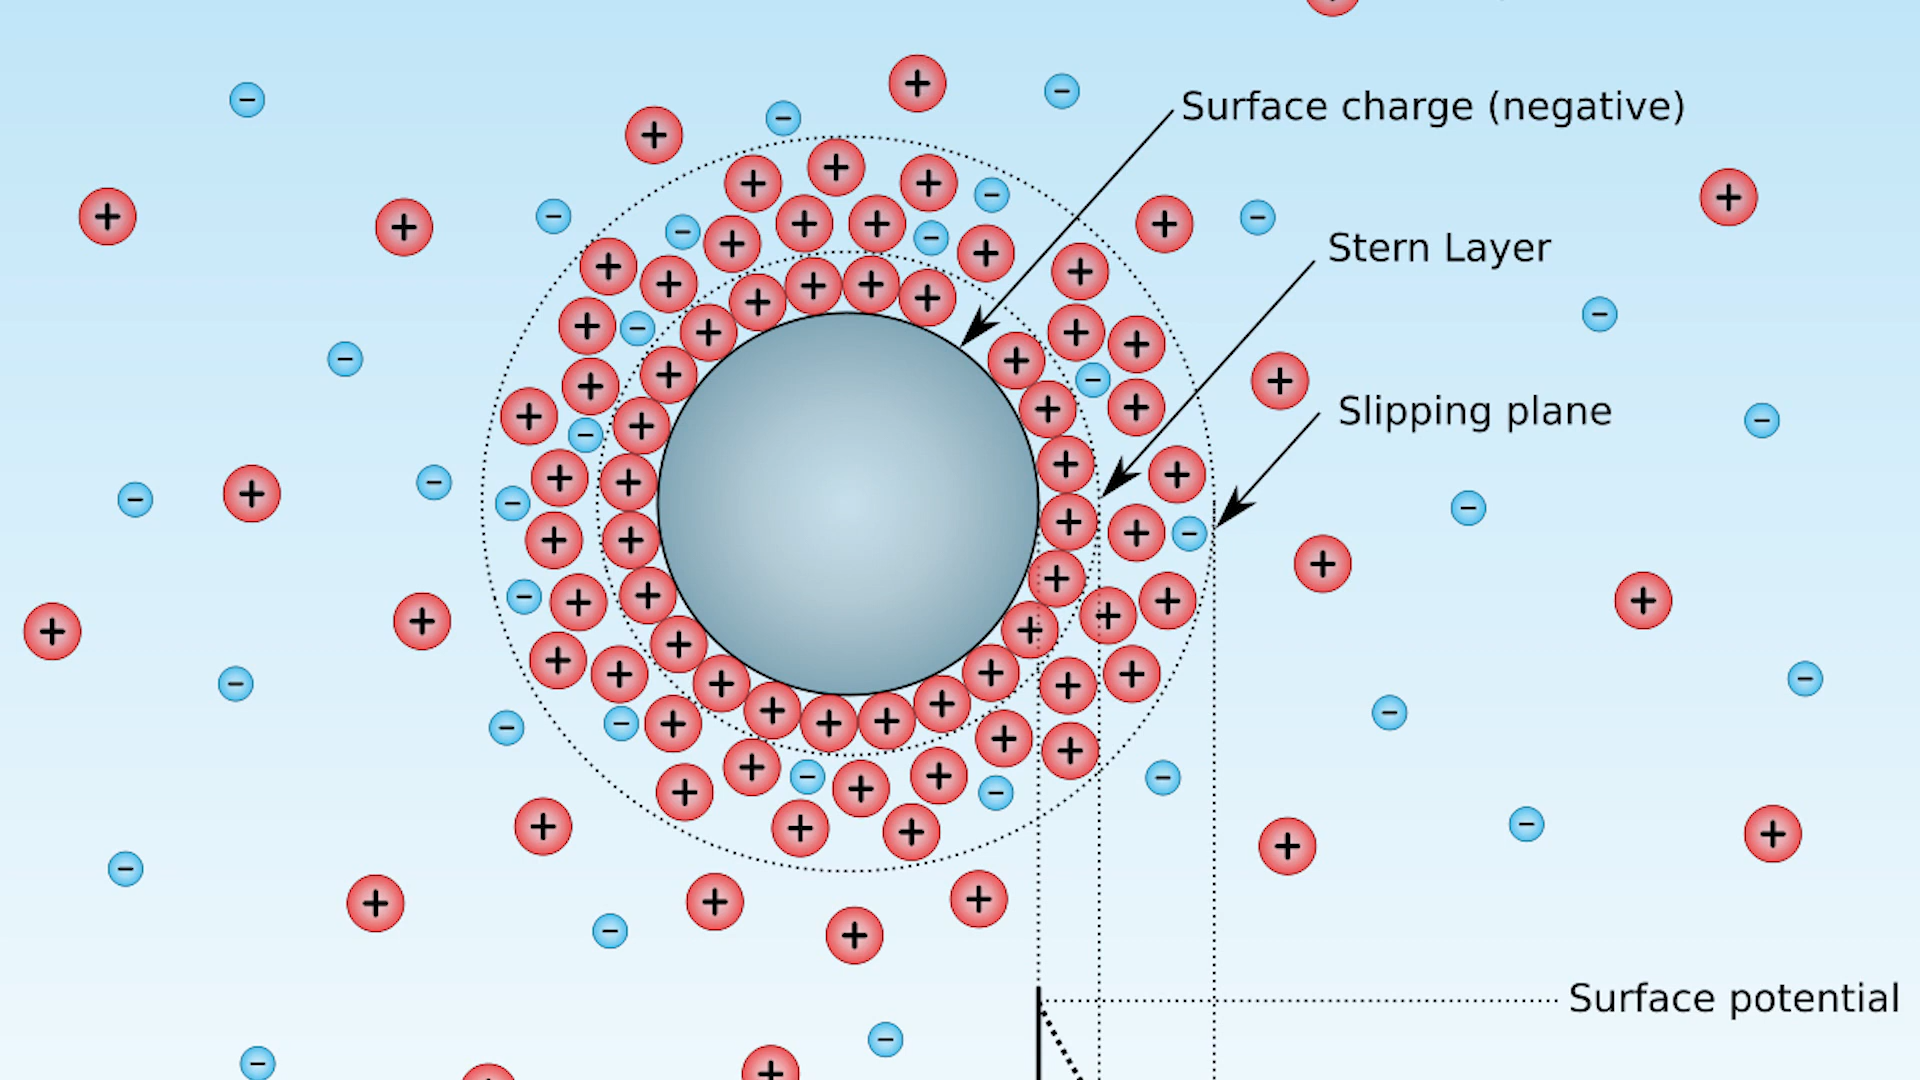 Surface charge (negative)
Stern Layer
Slipping plane
Surface potential